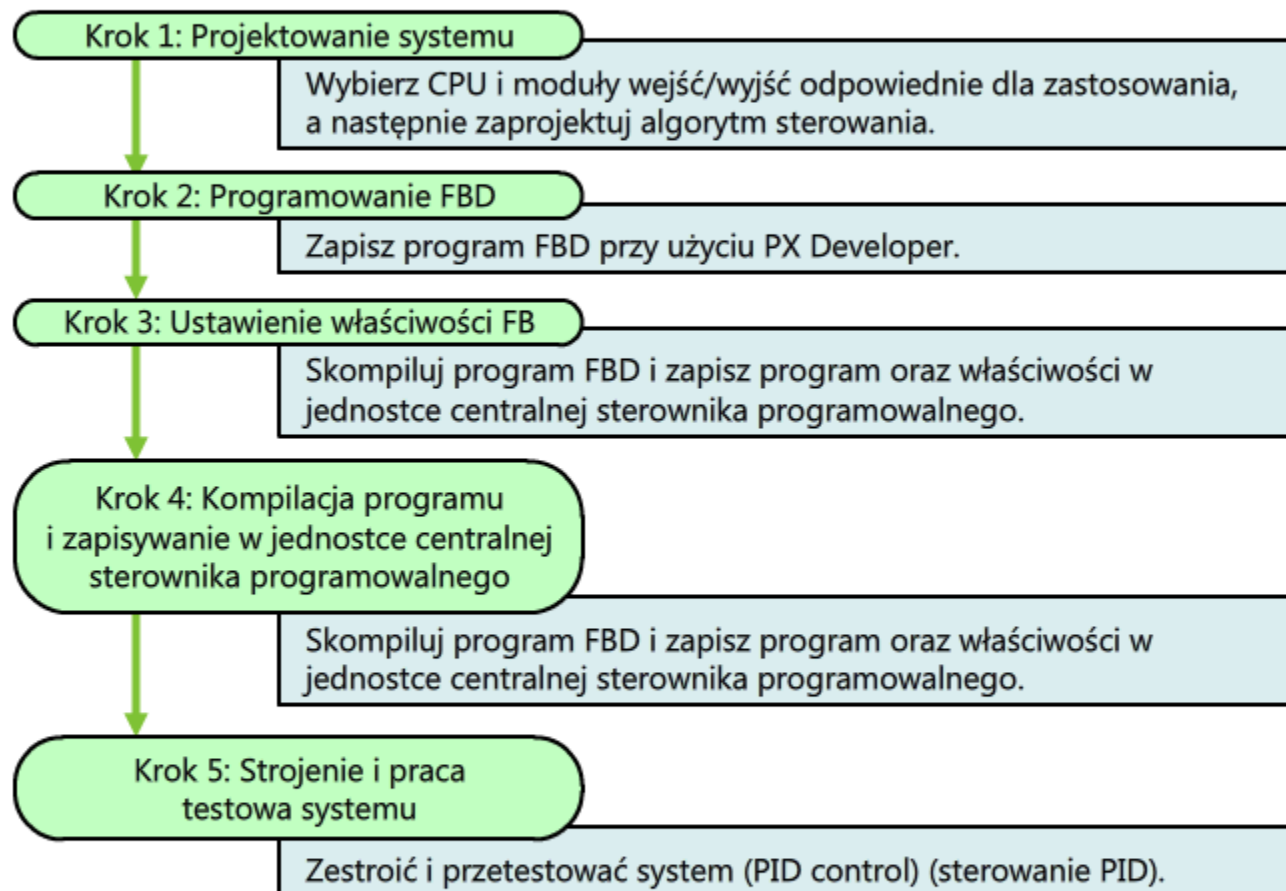 Krok 1: Projektowanie systemu
Wybierz CPU i moduły wejść/wyjść odpowiednie dla zastosowania,
a następnie zaprojektuj algorytm sterowania.
Krok 2: Programowanie FBD
Zapisz program FBD przy użyciu PX Developer.
Krok 3: Ustawienie właściwości FB
Skompiluj program FBD i zapisz program oraz właściwości w
jednostce centralnej sterownika programowalnego.
Krok 4: Kompilacja programu
i zapisywanie w jednostce centralnej
sterownika programowalnego
Skompiluj program FBD i zapisz program oraz właściwości w
jednostce centralnej sterownika programowalnego.
Krok 5: Strojenie i praca
testowa systemu
Zestroić i przetestować system (PID control) (sterowanie PID).